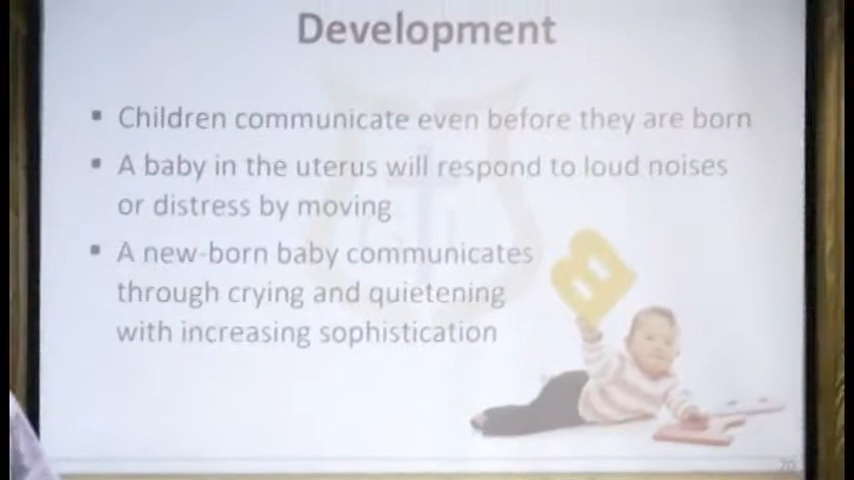 Development
▪ Children communicate even before they are born
▪ A baby in the uterus will respond to loud noises
or distress by moving
▪ A new-born baby communicates
through crying and quietening
with increasing sophistication
B
20